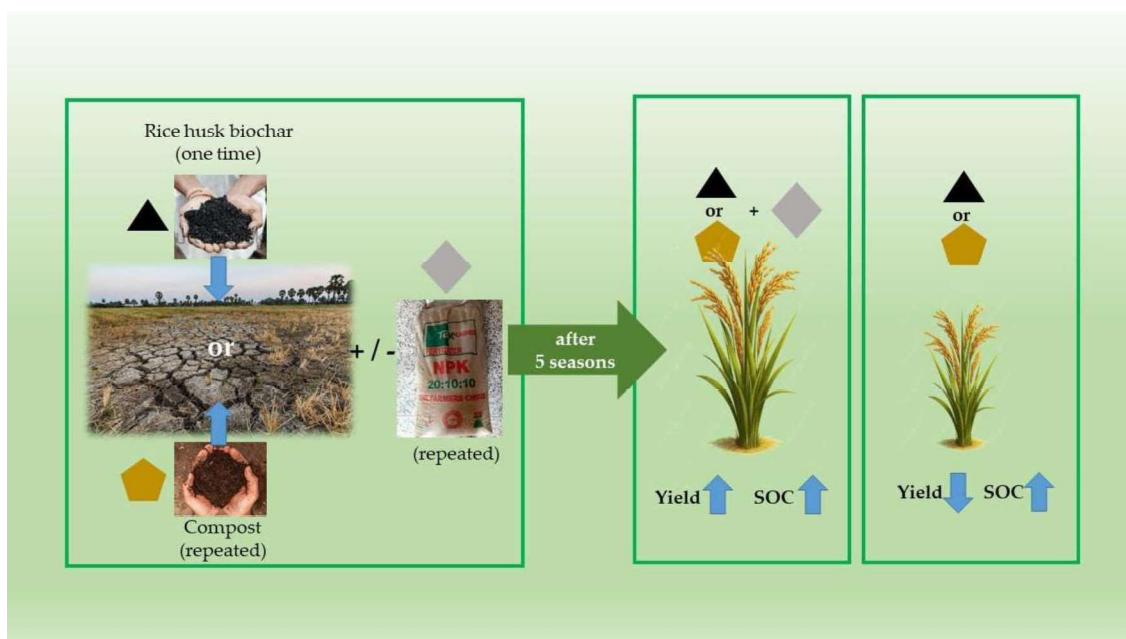 Rice husk biochar
(one time)
or
+ / -
NPK
20:10:10
(repeated)
Compost
(repeated)
after
5 seasons
or +
Yield SOC
or
Yield SOC